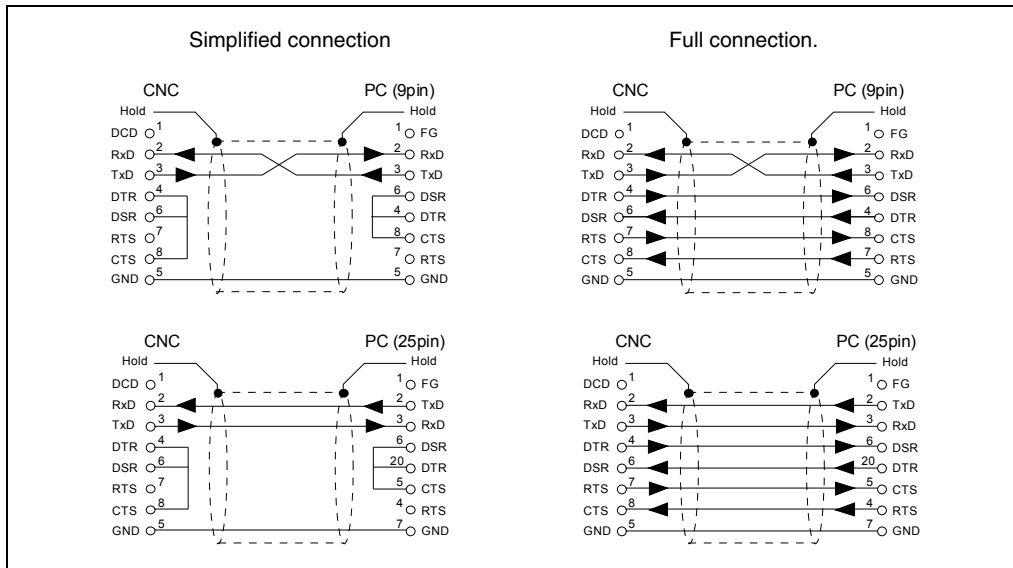 Simplified connection
Full connection.
CNC PC (9pin)
Hold Hold
DCD 1 1 FG
RxD 2 2 RxD
TxD 3 3 TxD
DTR 4 6 DSR
DSR 6 4 DTR
RTS 7 8 CTS
CTS 8 7 RTS
GND 5 5 GND
CNC PC (9pin)
Hold Hold
DCD 1 1 FG
RxD 2 2 RxD
TxD 3 3 TxD
DTR 4 6 DSR
DSR 6 4 DTR
RTS 7 8 CTS
CTS 8 7 RTS
GND 5 5 GND
CNC PC (25pin)
Hold Hold
DCD 1 1 FG
RxD 2 2 TxD
TxD 3 3 RxD
DTR 4 6 DSR
DSR 6 20 DTR
RTS 7 5 CTS
CTS 8 4 RTS
GND 5 7 GND
CNC PC (25pin)
Hold Hold
DCD 1 1 FG
RxD 2 2 TxD
TxD 3 3 RxD
DTR 4 6 DSR
DSR 6 20 DTR
RTS 7 5 CTS
CTS 8 4 RTS
GND 5 7 GND